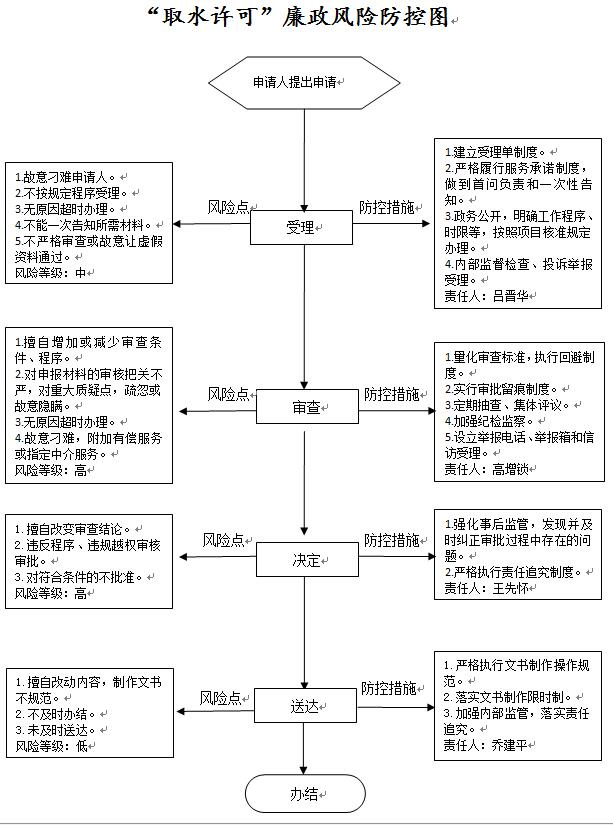 “取水许可”廉政风险防控图
申请人提出申请
1.故意刁难申请人。
2.不按规定程序受理。
3.无原因超时办理。
4.不能一次告知所需材料。
5.不严格审查或故意让虚假
资料通过。
风险等级：中
风险点
受理
防控措施
1.建立受理单制度。
2.严格履行服务承诺制度，
做到首问负责和一次性告
知。
3.政务公开，明确工作程序、
时限等，按照项目核准规定
办理。
4.内部监督检查、投诉举报
受理。
责任人：吕晋华
1.擅自增加或减少审查条
件、程序。
2.对申报材料的审核把关不
严，对重大质疑点，疏忽或
故意隐瞒。
3.无原因超时办理。
4.故意刁难，附加有偿服务
或指定中介服务。
风险等级：高
风险点
审查
防控措施
1.量化审查标准，执行回避制
度。
2.实行审批留痕制度。
3.定期抽查、集体评议。
4.加强纪检监察。
5.设立举报电话、举报箱和信
访受理。
责任人：高增锁
1. 擅自改变审查结论。
2. 违反程序、违规越权审核
审批。
3. 对符合条件的不批准。
风险等级：高
风险点
决定
防控措施
1.强化事后监管，发现并及
时纠正审批过程中存在的问
题。
2.严格执行责任追究制度。
责任人：王先怀
1. 擅自改动内容，制作文书
不规范。
2. 不及时办结。
3. 未及时送达。
风险等级：低
风险点
送达
防控措施
1. 严格执行文书制作操作规
范。
2. 落实文书制作限时制。
3. 加强内部监管，落实责任
追究。
责任人：乔建平
办结